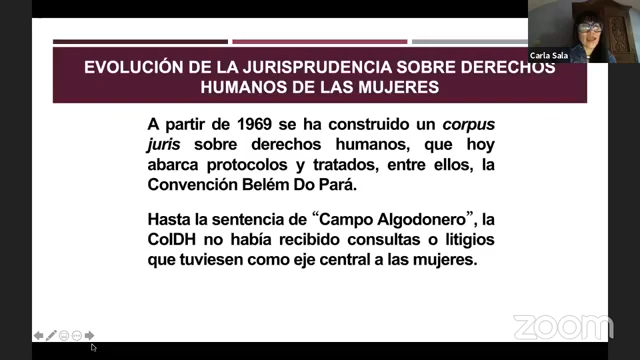 Carla Sala
EVOLUCIÓN DE LA JURISPRUDENCIA SOBRE DERECHOS
HUMANOS DE LAS MUJERES
A partir de 1969 se ha construido un corpus
juris sobre derechos humanos, que hoy
abarca protocolos y tratados, entre ellos, la
Convención Belém Do Pará.
Hasta la sentencia de “Campo Algodonero”, la
CoIDH no había recibido consultas o litigios
que tuviesen como eje central a las mujeres.
zoom